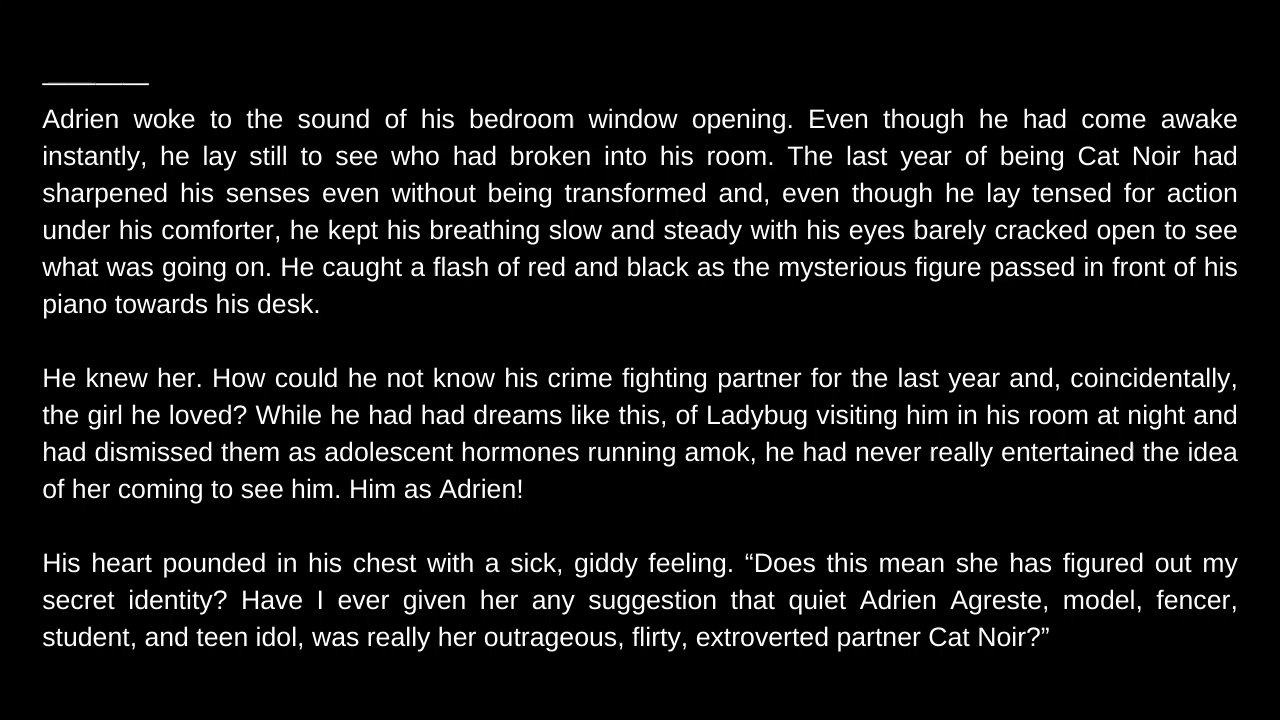 Adrien woke to the sound of his bedroom window opening. Even though he had come awake
instantly, he lay still to see who had broken into his room. The last year of being Cat Noir had
sharpened his senses even without being transformed and, even though he lay tensed for action
under his comforter, he kept his breathing slow and steady with his eyes barely cracked open to see
what was going on. He caught a flash of red and black as the mysterious figure passed in front of his
piano towards his desk.
He knew her. How could he not know his crime fighting partner for the last year and, coincidentally,
the girl he loved? While he had had dreams like this, of Ladybug visiting him in his room at night and
had dismissed them as adolescent hormones running amok, he had never really entertained the idea
of her coming to see him. Him as Adrien!
His heart pounded in his chest with a sick, giddy feeling. “Does this mean she has figured out my
secret identity? Have I ever given her any suggestion that quiet Adrien Agreste, model, fencer,
student, and teen idol, was really her outrageous, flirty, extroverted partner Cat Noir?”